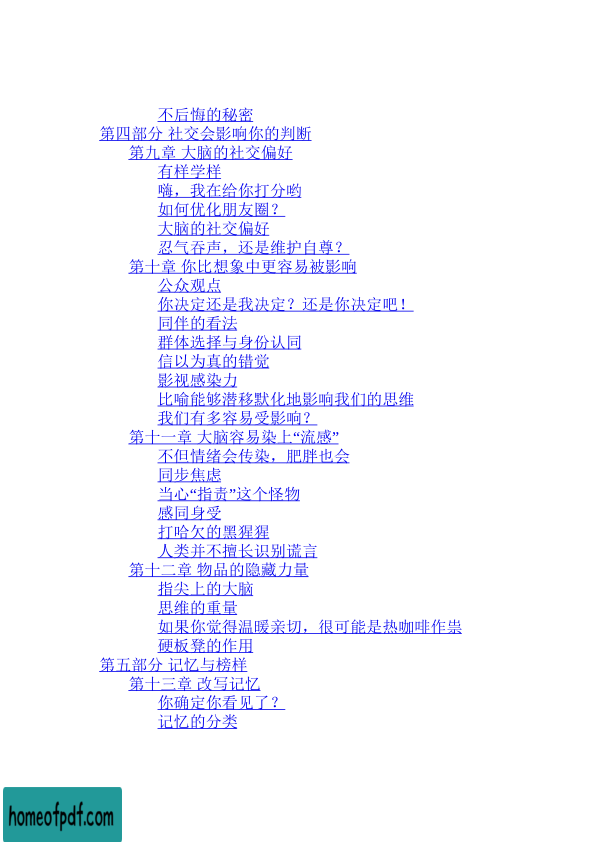 不后悔的秘密
第四部分 社交会影响你的判断
第九章 大脑的社交偏好
有样学样
嗨，我在给你打分哟
如何优化朋友圈？
大脑的社交偏好
忍气吞声，还是维护自尊？
第十章 你比想象中更容易被影响
公众观点
你决定还是我决定？还是你决定吧！
同伴的看法
群体选择与身份认同
信以为真的错觉
影视感染力
比喻能够潜移默化地影响我们的思维
我们有多容易受影响？
第十一章 大脑容易染上“流感”
不但情绪会传染，肥胖也会
同步焦虑
当心“指责”这个怪物
感同身受
打哈欠的黑猩猩
人类并不擅长识别谎言
第十二章 物品的隐藏力量
指尖上的大脑
思维的重量
如果你觉得温暖亲切，很可能是热咖啡作祟
硬板凳的作用
第五部分 记忆与榜样
第十三章 改写记忆
你确定你看见了？
记忆的分类
homeofpdf.com